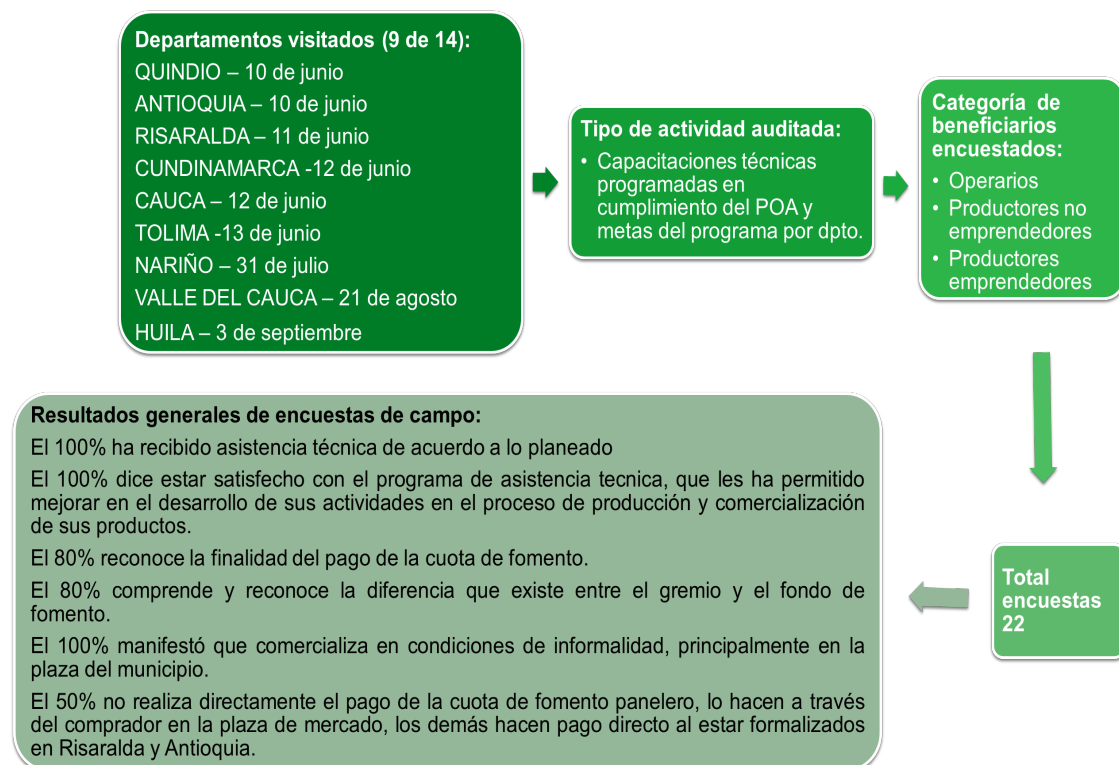 Departamentos visitados (9 de 14):
QUINDIO – 10 de junio
ANTIOQUIA – 10 de junio
RISARALDA – 11 de junio
CUNDINAMARCA -12 de junio
CAUCA – 12 de junio
TOLIMA -13 de junio
NARIÑO – 31 de julio
VALLE DEL CAUCA – 21 de agosto
HUILA – 3 de septiembre
Tipo de actividad auditada:
• Capacitaciones técnicas
programadas en
cumplimiento del POA y
metas del programa por dpto.
Categoría de
beneficiarios
encuestados:
• Operarios
• Productores no
emprendedores
• Productores
emprendedores
Total
encuestas
22
Resultados generales de encuestas de campo:
El 100% ha recibido asistencia técnica de acuerdo a lo planeado
El 100% dice estar satisfecho con el programa de asistencia tecnica, que les ha permitido
mejorar en el desarrollo de sus actividades en el proceso de producción y comercialización
de sus productos.
El 80% reconoce la finalidad del pago de la cuota de fomento.
El 80% comprende y reconoce la diferencia que existe entre el gremio y el fondo de
fomento.
El 100% manifestó que comercializa en condiciones de informalidad, principalmente en la
plaza del municipio.
El 50% no realiza directamente el pago de la cuota de fomento panelero, lo hacen a través
del comprador en la plaza de mercado, los demás hacen pago directo al estar formalizados
en Risaralda y Antioquia.